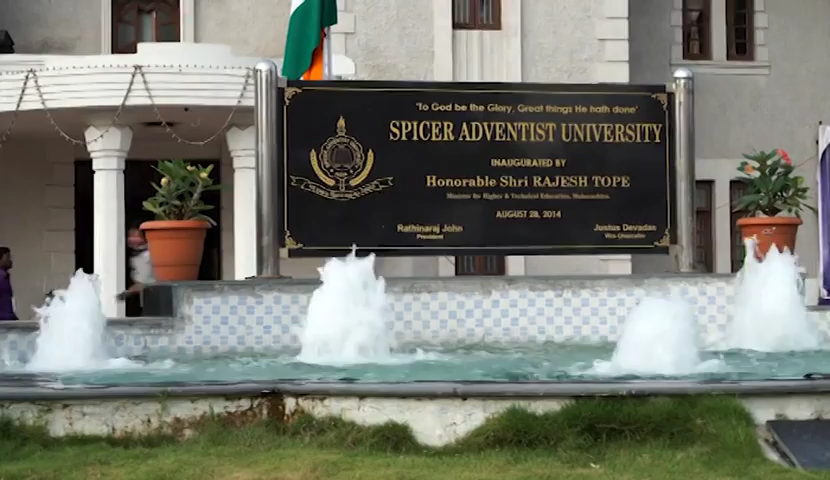 'To God be the Glory, Great things He hath done'
SPICER ADVENTIST UNIVERSITY
INAUGURATED BY
Honorable Shri RAJESH TOPE
Minister for Higher & Technical Education, Maharashtra
AUGUST 28, 2014
Rathinaraj John
President
Justus Devadas
Vice Chancellor